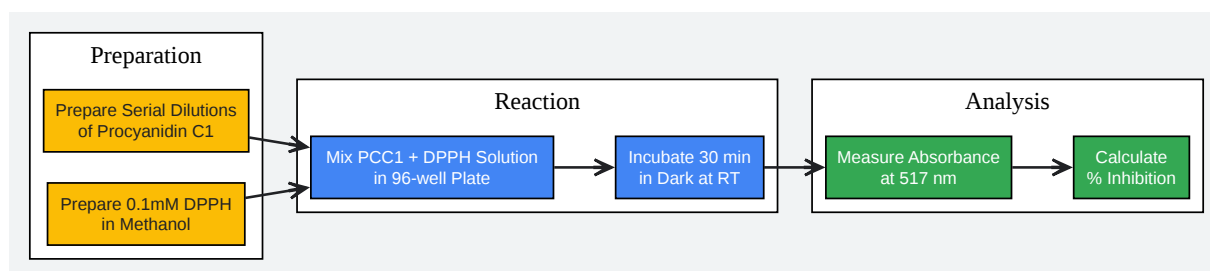 Preparation
Prepare Serial Dilutions
of Procyanidin C1
Prepare 0.1mM DPPH
in Methanol
Reaction
Mix PCC1 + DPPH Solution
in 96-well Plate
Incubate 30 min
in Dark at RT
Analysis
Measure Absorbance
at 517 nm
Calculate
% Inhibition